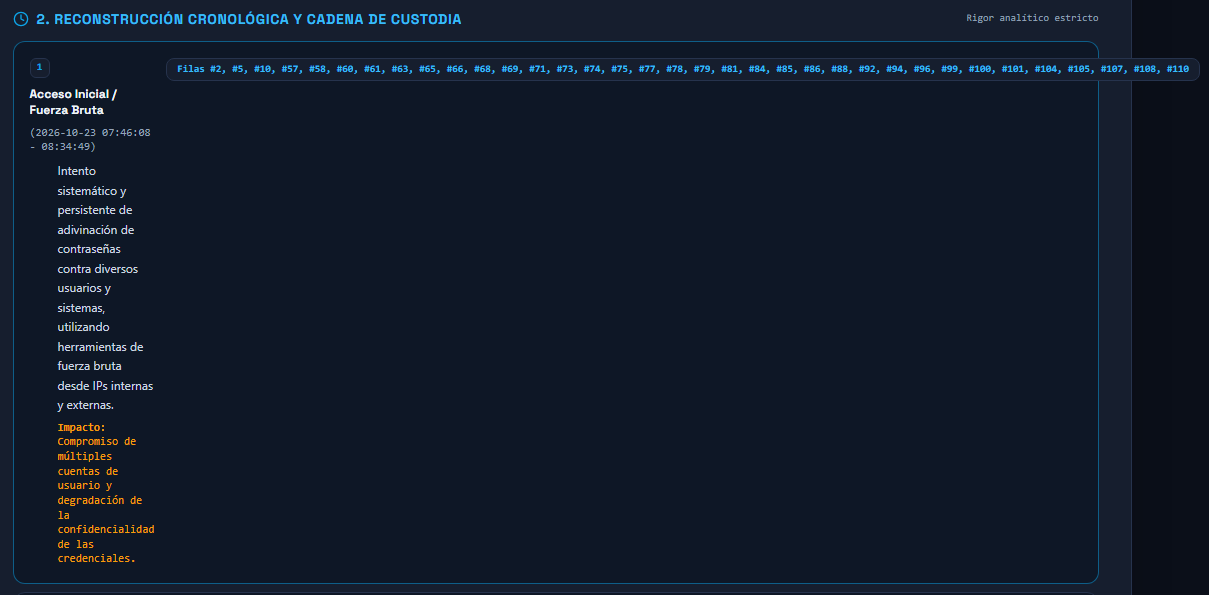 2. RECONSTRUCCIÓN CRONOLÓGICA Y CADENA DE CUSTODIA
Rigor analítico estricto
1
Filas #2, #5, #10, #57, #58, #60, #61, #63, #65, #66, #68, #69, #71, #73, #74, #75, #77, #78, #79, #81, #84, #85, #86, #88, #92, #94, #96, #99, #100, #101, #104, #105, #107, #108, #110
Acceso Inicial /
Fuerza Bruta
(2026-10-23 07:46:08
- 08:34:49)
Intento
sistemático y
persistente de
adivinación de
contraseñas
contra diversos
usuarios y
sistemas,
utilizando
herramientas de
fuerza bruta
desde IPs internas
y externas.
Impacto:
Compromiso de
múltiples
cuentas de
usuario y
degradación de
la
confidencialidad
de las
credenciales.